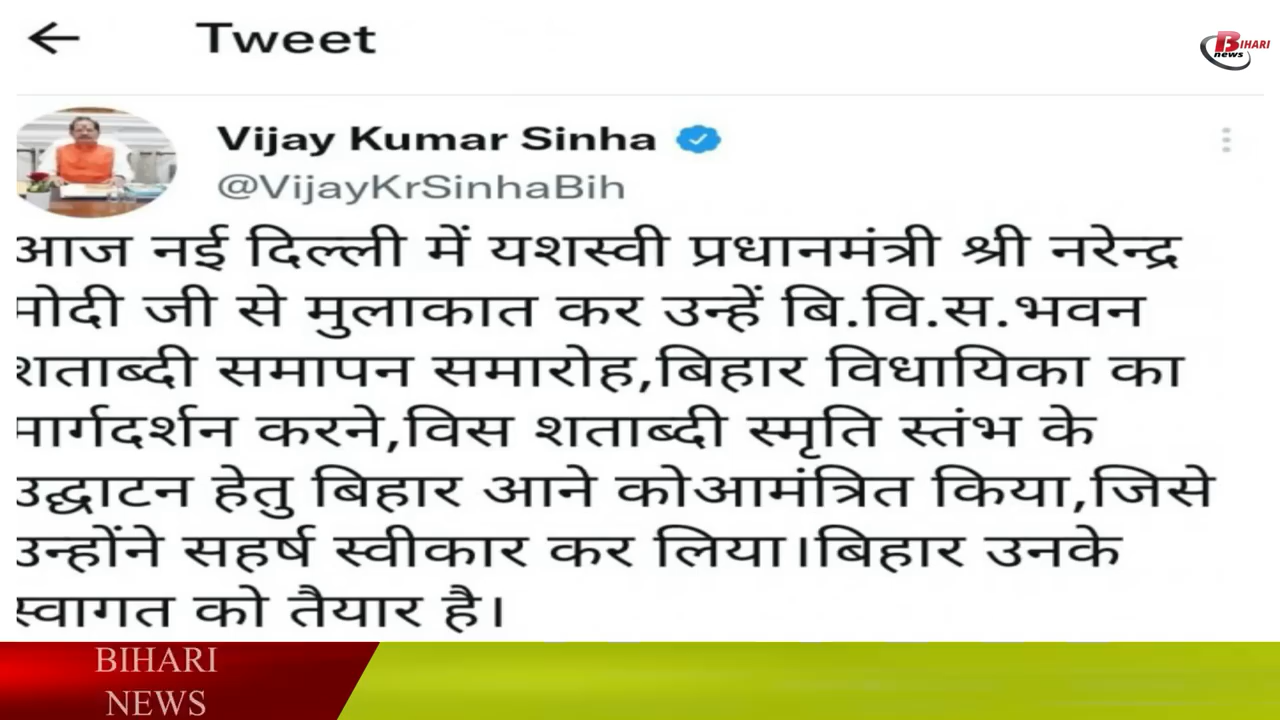 Tweet
BIHARI
news
Vijay Kumar Sinha
@VijayKrSinhaBih
आज नई दिल्ली में यशस्वी प्रधानमंत्री श्री नरेन्द्र
मोदी जी से मुलाकात कर उन्हें बि.वि.स.भवन
शताब्दी समापन समारोह,बिहार विधायिका का
मार्गदर्शन करने,विस शताब्दी स्मृति स्तंभ के
उद्घाटन हेतु बिहार आने कोआमंत्रित किया,जिसे
उन्होंने सहर्ष स्वीकार कर लिया।बिहार उनके
स्वागत को तैयार है।
BIHARI
NEWS